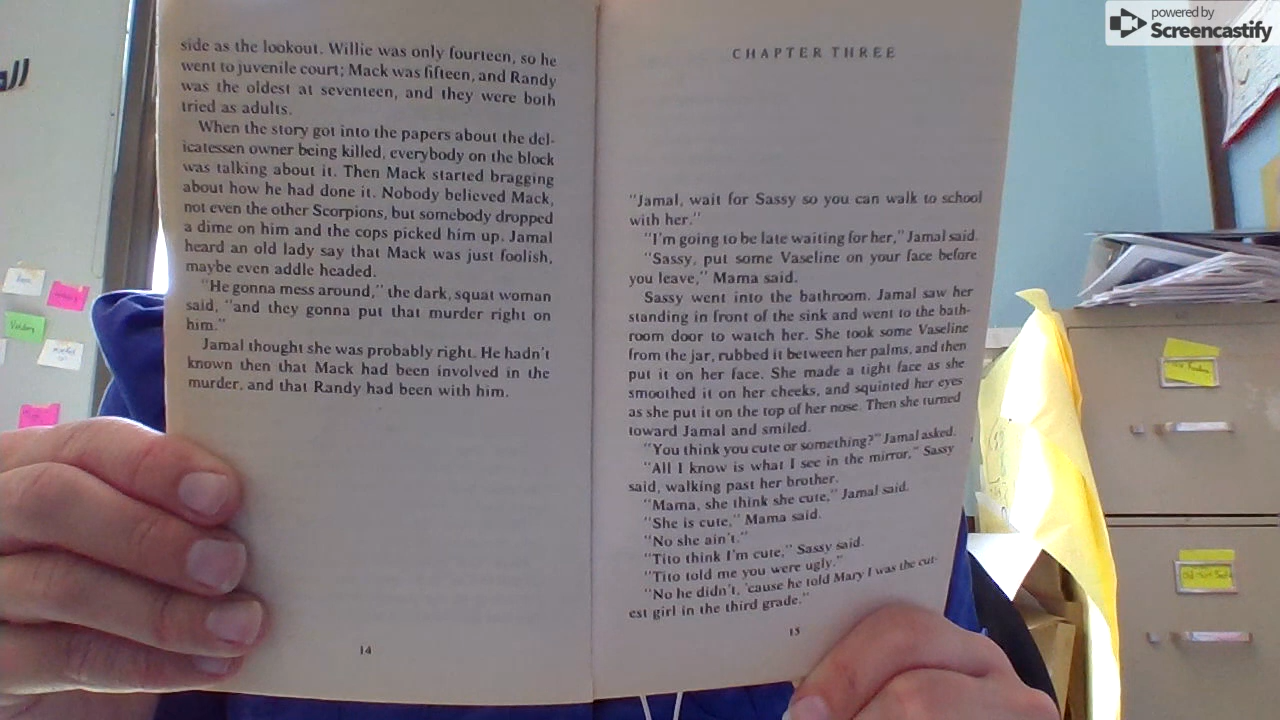 side as the lookout. Willie was only fourteen, so he
went to juvenile court; Mack was fifteen, and Randy
was the oldest at seventeen, and they were both
tried as adults.
When the story got into the papers about the del-
icatessen owner being killed, everybody on the block
was talking about it. Then Mack started bragging
about how he had done it. Nobody believed Mack,
not even the other Scorpions, but somebody dropped
a dime on him and the cops picked him up. Jamal
heard an old lady say that Mack was just foolish,
maybe even addle headed.
"He gonna mess around," the dark, squat woman
said, "and they gonna put that murder right on
him."
Jamal thought she was probably right. He hadn't
known then that Mack had been involved in the
murder, and that Randy had been with him.
14
CHAPTER THREE
"Jamal, wait for Sassy so you can walk to school
with her."
"I'm going to be late waiting for her," Jamal said.
"Sassy, put some Vaseline on your face before
you leave," Mama said.
Sassy went into the bathroom. Jamal saw her
standing in front of the sink and went to the bath-
room door to watch her. She took some Vaseline
from the jar, rubbed it between her palms, and then
put it on her face. She made a tight face as she
smoothed it on her cheeks, and squinted her eyes
as she put it on the top of her nose. Then she turned
toward Jamal and smiled.
"You think you cute or something?" Jamal asked.
"All I know is what I see in the mirror," Sassy
said, walking past her brother.
"Mama, she think she cute," Jamal said.
"She is cute," Mama said.
"No she ain't."
"Tito think I'm cute," Sassy said.
"Tito told me you were ugly."
"No he didn't, 'cause he told Mary I was the cut-
est girl in the third grade."
15
powered by
Screencastify